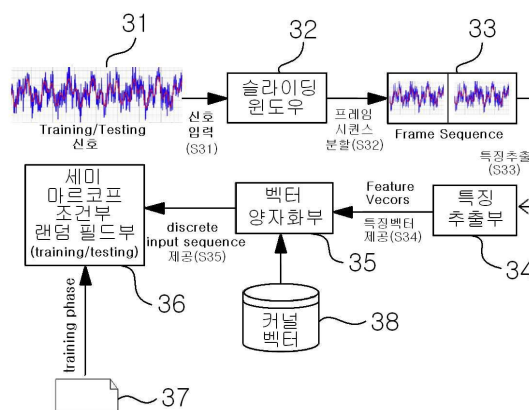 31
Training/Testing
신호
신호
입력
(S31)
32
슬라이딩
윈도우
프레임
시퀀스
분할(S32)
33
Frame Sequence
특징추출
(S33)
특징
추출부
34
Feature
Vecors
특징벡터
제공(S34)
벡터
양자화부
35
커널
벡터
38
discrete
input sequence
제공(S35)
세미
마르코프
조건부
랜덤 필드부
(training/testing)
36
training phase
37